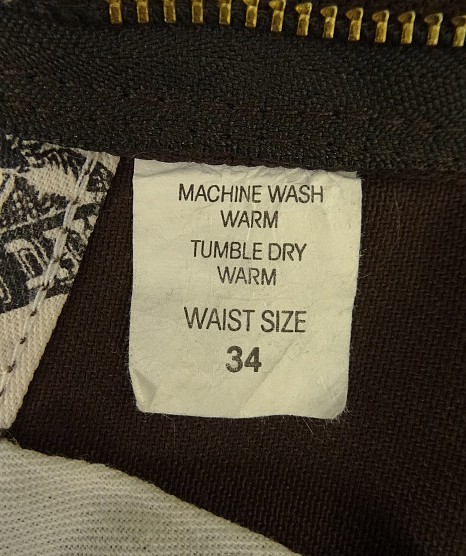 MACHINE WASH
WARM
TUMBLE DRY
WARM
WAIST SIZE
34